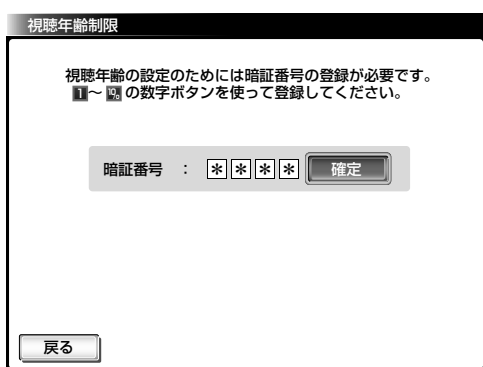 視聴年齢制限
視聴年齢の設定のためには暗証番号の登録が必要です。
1～10 の数字ボタンを使って登録してください。
暗証番号 ： ＊＊＊＊ 確定
戻る